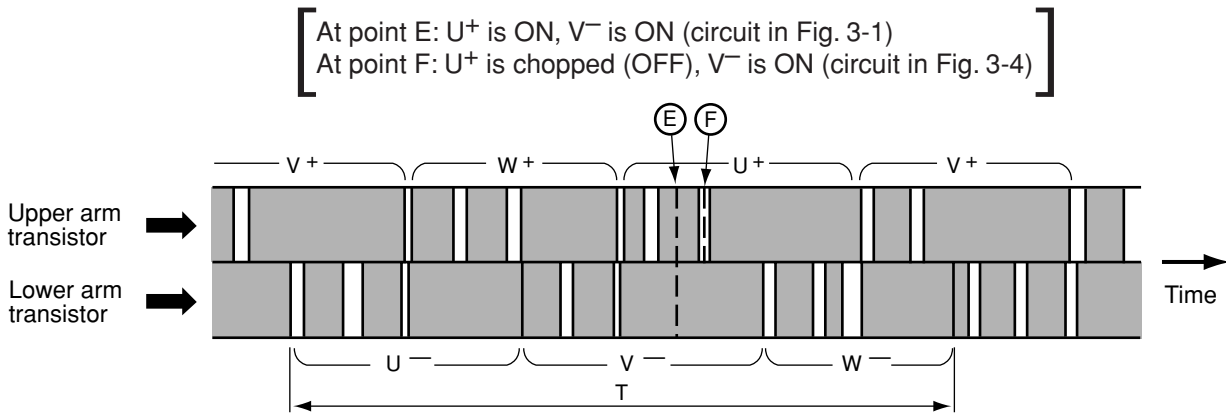 At point E: U+ is ON, V− is ON (circuit in Fig. 3-1)
At point F: U+ is chopped (OFF), V− is ON (circuit in Fig. 3-4)
E F
V+ W+ U+ V+
Upper arm
transistor
Lower arm
transistor
Time
U− V− W−
T